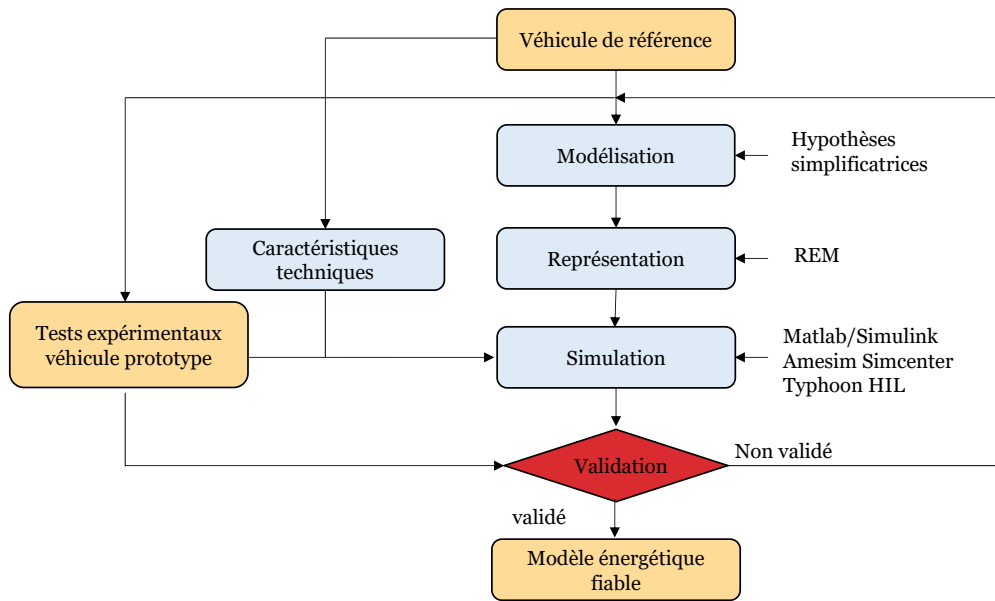 Véhicule de référence
Modélisation
Hypothèses
simplificatrices
Caractéristiques
techniques
Représentation
REM
Tests expérimentaux
véhicule prototype
Simulation
Matlab/Simulink
Amesim Simcenter
Typhoon HIL
Validation
Non validé
validé
Modèle énergétique
fiable